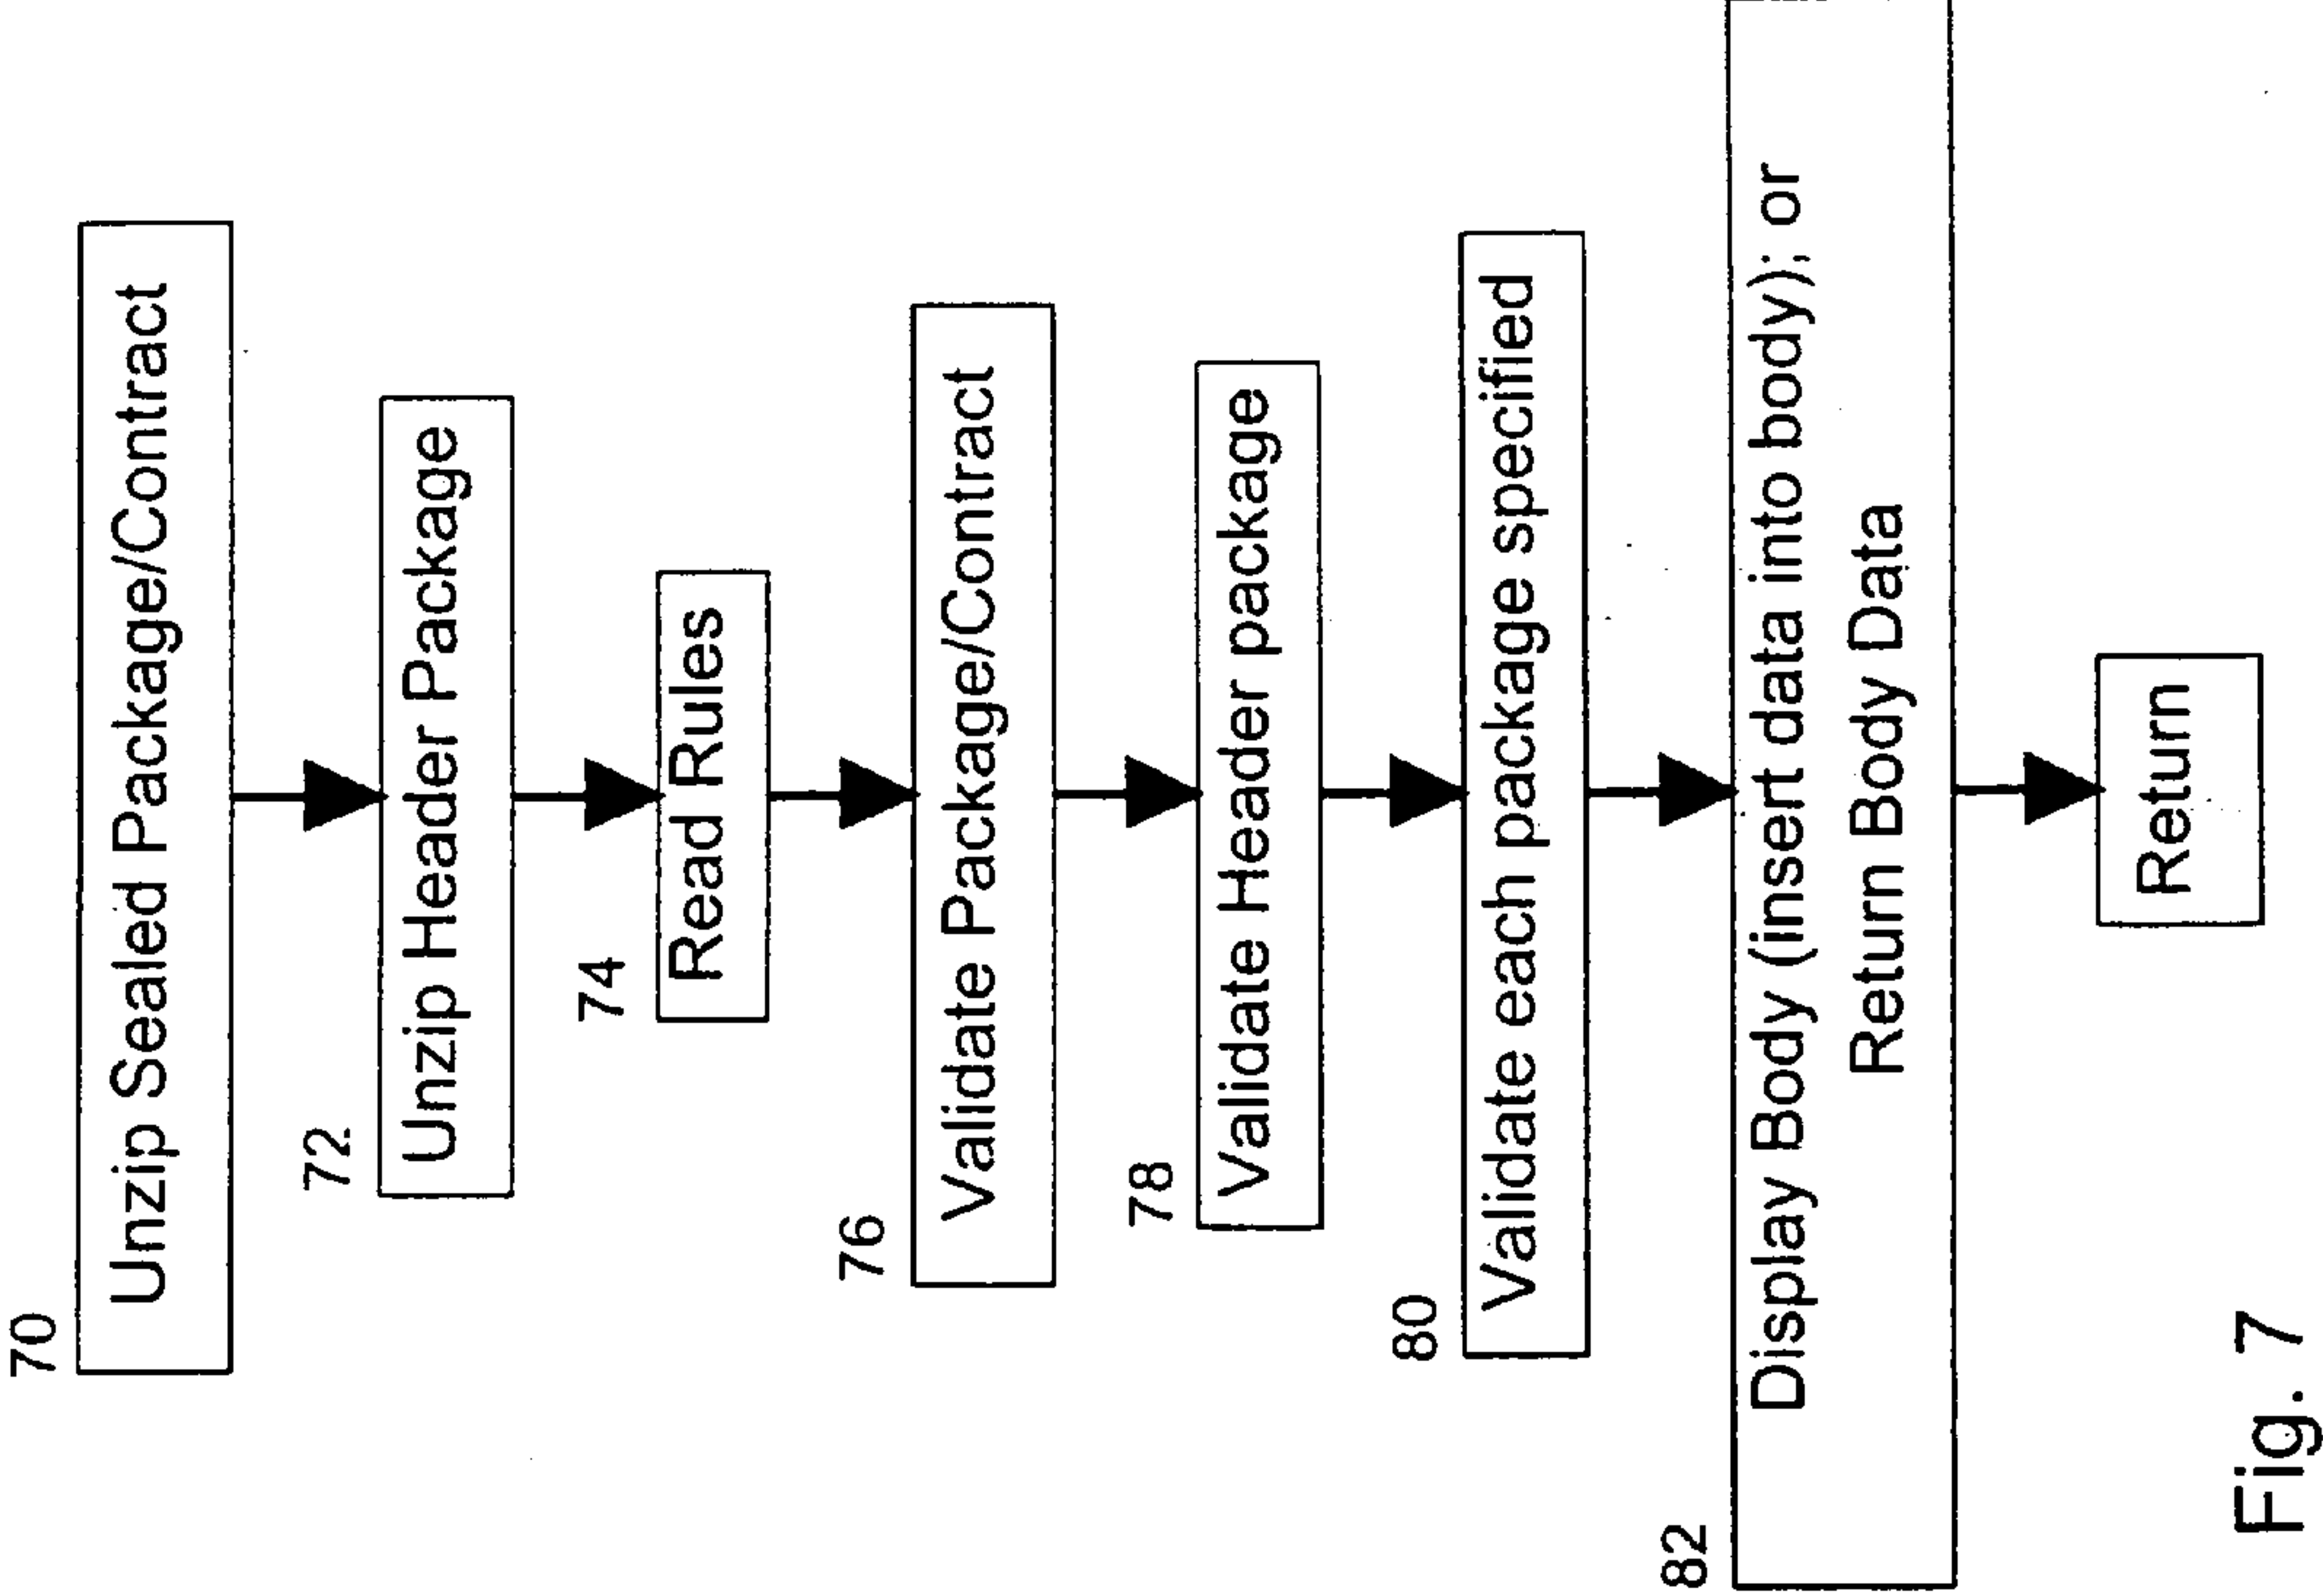 70
Unzip Sealed Package/Contract
72
Unzip Header Package
74
Read Rules
76
Validate Package/Contract
78
Validate Header package
80
Validate each package specified
82
Display Body (insert data into body); or
Return Body Data
Return
Fig. 7